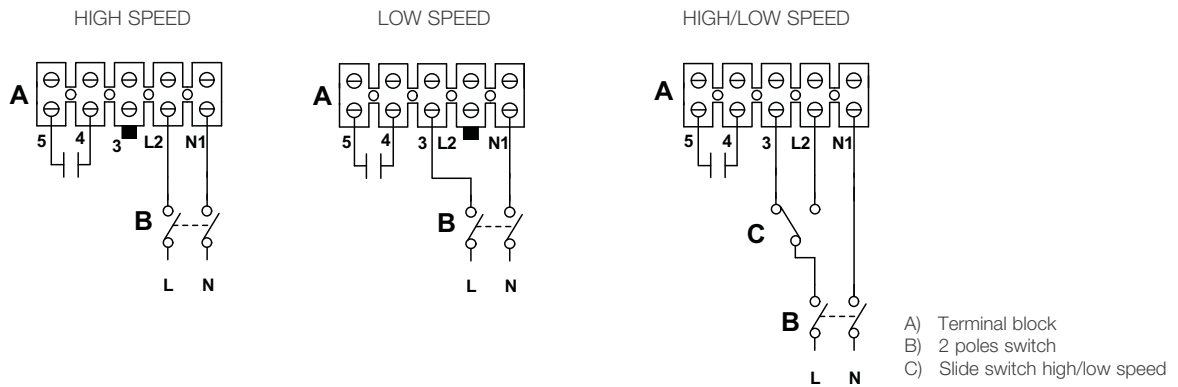 HIGH SPEED
LOW SPEED
HIGH/LOW SPEED
A
5 4 3 L2 N1
B
L N
A
5 4 3 L2 N1
B
L N
A
5 4 3 L2 N1
C
B
L N
A) Terminal block
B) 2 poles switch
C) Slide switch high/low speed